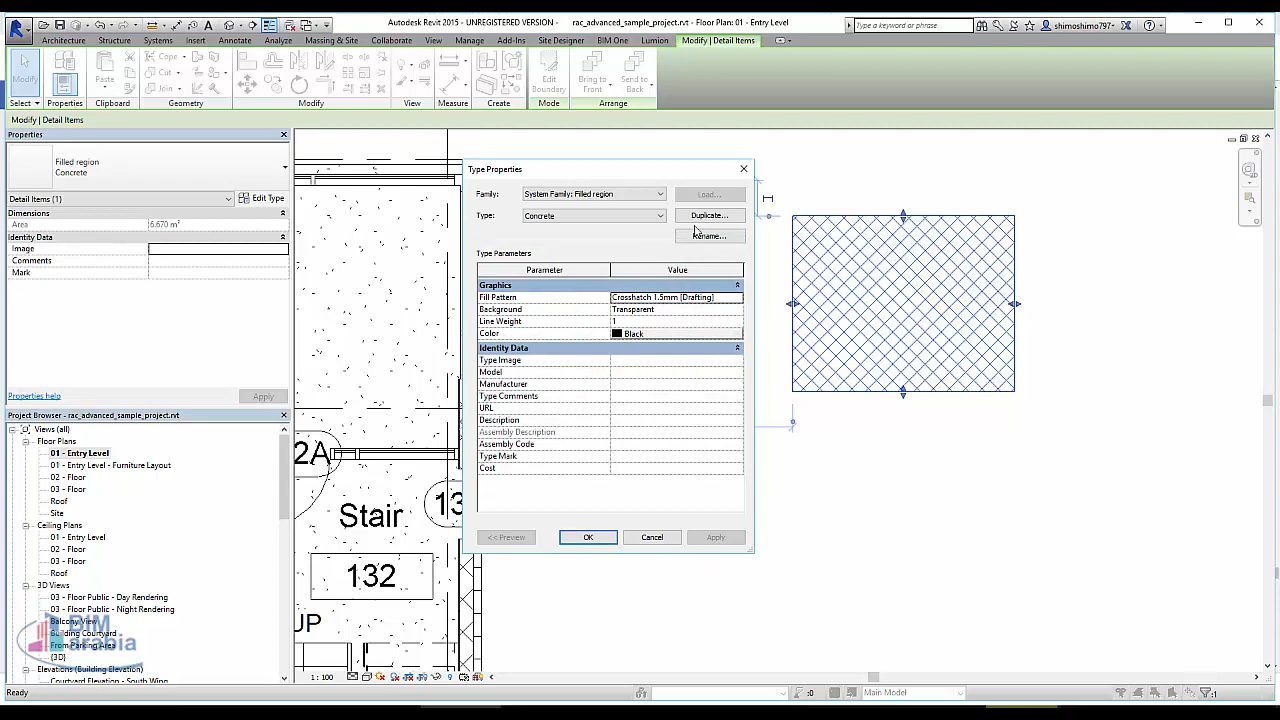 Autodesk Revit 2015 - UNREGISTERED VERSION - rac_advanced_sample_project.rvt - Floor Plan: 01 - Entry Level
Type a keyword or phrase
shimoshimo797
Architecture Structure Systems Insert Annotate Analyze Massing & Site Collaborate View Manage Add-Ins Site Designer BIM One Lumion Modify | Detail Items
Modify
Paste
Cope
Cut
Join
Edit Boundary
Bring to Front
Send to Back
Select Properties Clipboard Geometry Modify View Measure Create Mode Arrange
Modify | Detail Items
Properties
Filled region
Concrete
Detail Items (1)
Edit Type
Dimensions
Area 6.670 m²
Identity Data
Image
Comments
Mark
Properties help
Apply
Project Browser - rac_advanced_sample_project.rvt
Views (all)
Floor Plans
01 - Entry Level
01 - Entry Level - Furniture Layout
02 - Floor
03 - Floor
Roof
Site
Ceiling Plans
01 - Entry Level
02 - Floor
03 - Floor
Roof
3D Views
03 - Floor Public - Day Rendering
03 - Floor Public - Night Rendering
Balcony View
Building Courtyard
From Parking Area
{3D}
Elevations (Building Elevation)
Courtyard Elevation - South Wing
BIM
arabia
2A
13
Stair
132
UP
Type Properties
Family: System Family: Filled region Load...
Type: Concrete Duplicate...
Rename...
Type Parameters
Parameter Value
Graphics
Fill Pattern Crosshatch 1.5mm [Drafting]
Background Transparent
Line Weight 1
Color Black
Identity Data
Type Image
Model
Manufacturer
Type Comments
URL
Description
Assembly Description
Assembly Code
Type Mark
Cost
<< Preview OK Cancel Apply
1 : 100
Ready
:0
Main Model
:1